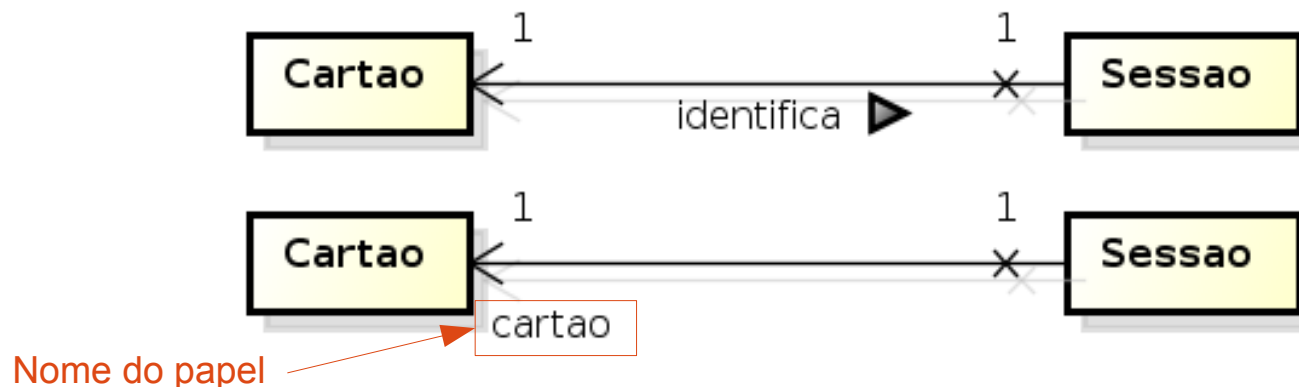 1 1
Cartao Sessao
identifica
1 1
Cartao Sessao
cartao
Nome do papel